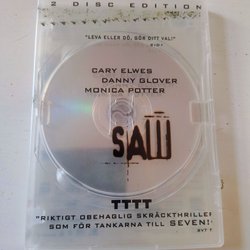 2 DISC EDITION
"LEVA ELLER DÖ, GÖR DITT VAL!"
CARY ELWES
DANNY GLOVER
MONICA POTTER
SAW
TTTT
"RIKTIGT OBEHAGLIG SKRÄCKTHRILLER
SOM FÖR TANKARNA TILL SEVEN!"